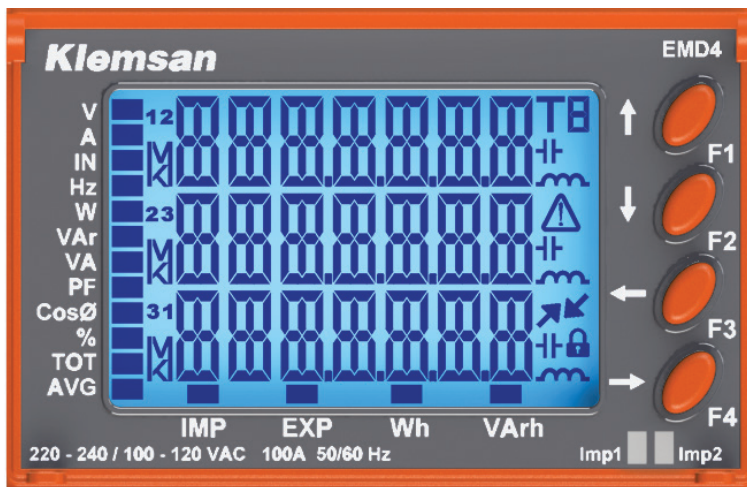 Klemsan
EMD4
V
A
IN
Hz
W
VAr
VA
PF
CosØ
%
TOT
AVG
12
M
K
T8
F1
23
M
K
F2
31
M
K
F3
F4
IMP EXP Wh VArh
220 - 240 / 100 - 120 VAC 100A 50/60 Hz
Imp1 Imp2